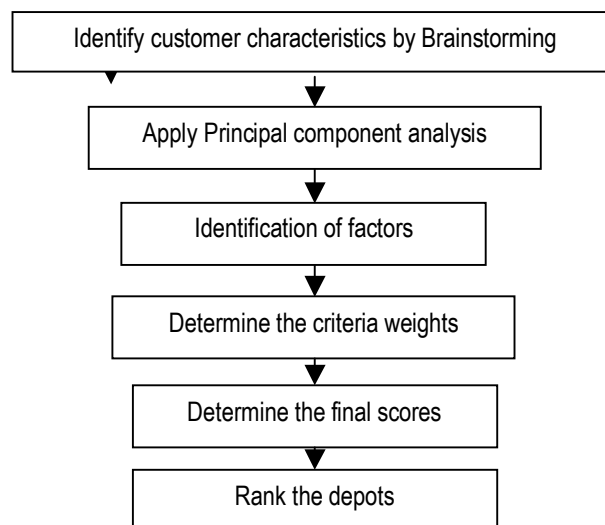 Identify customer characteristics by Brainstorming
Apply Principal component analysis
Identification of factors
Determine the criteria weights
Determine the final scores
Rank the depots